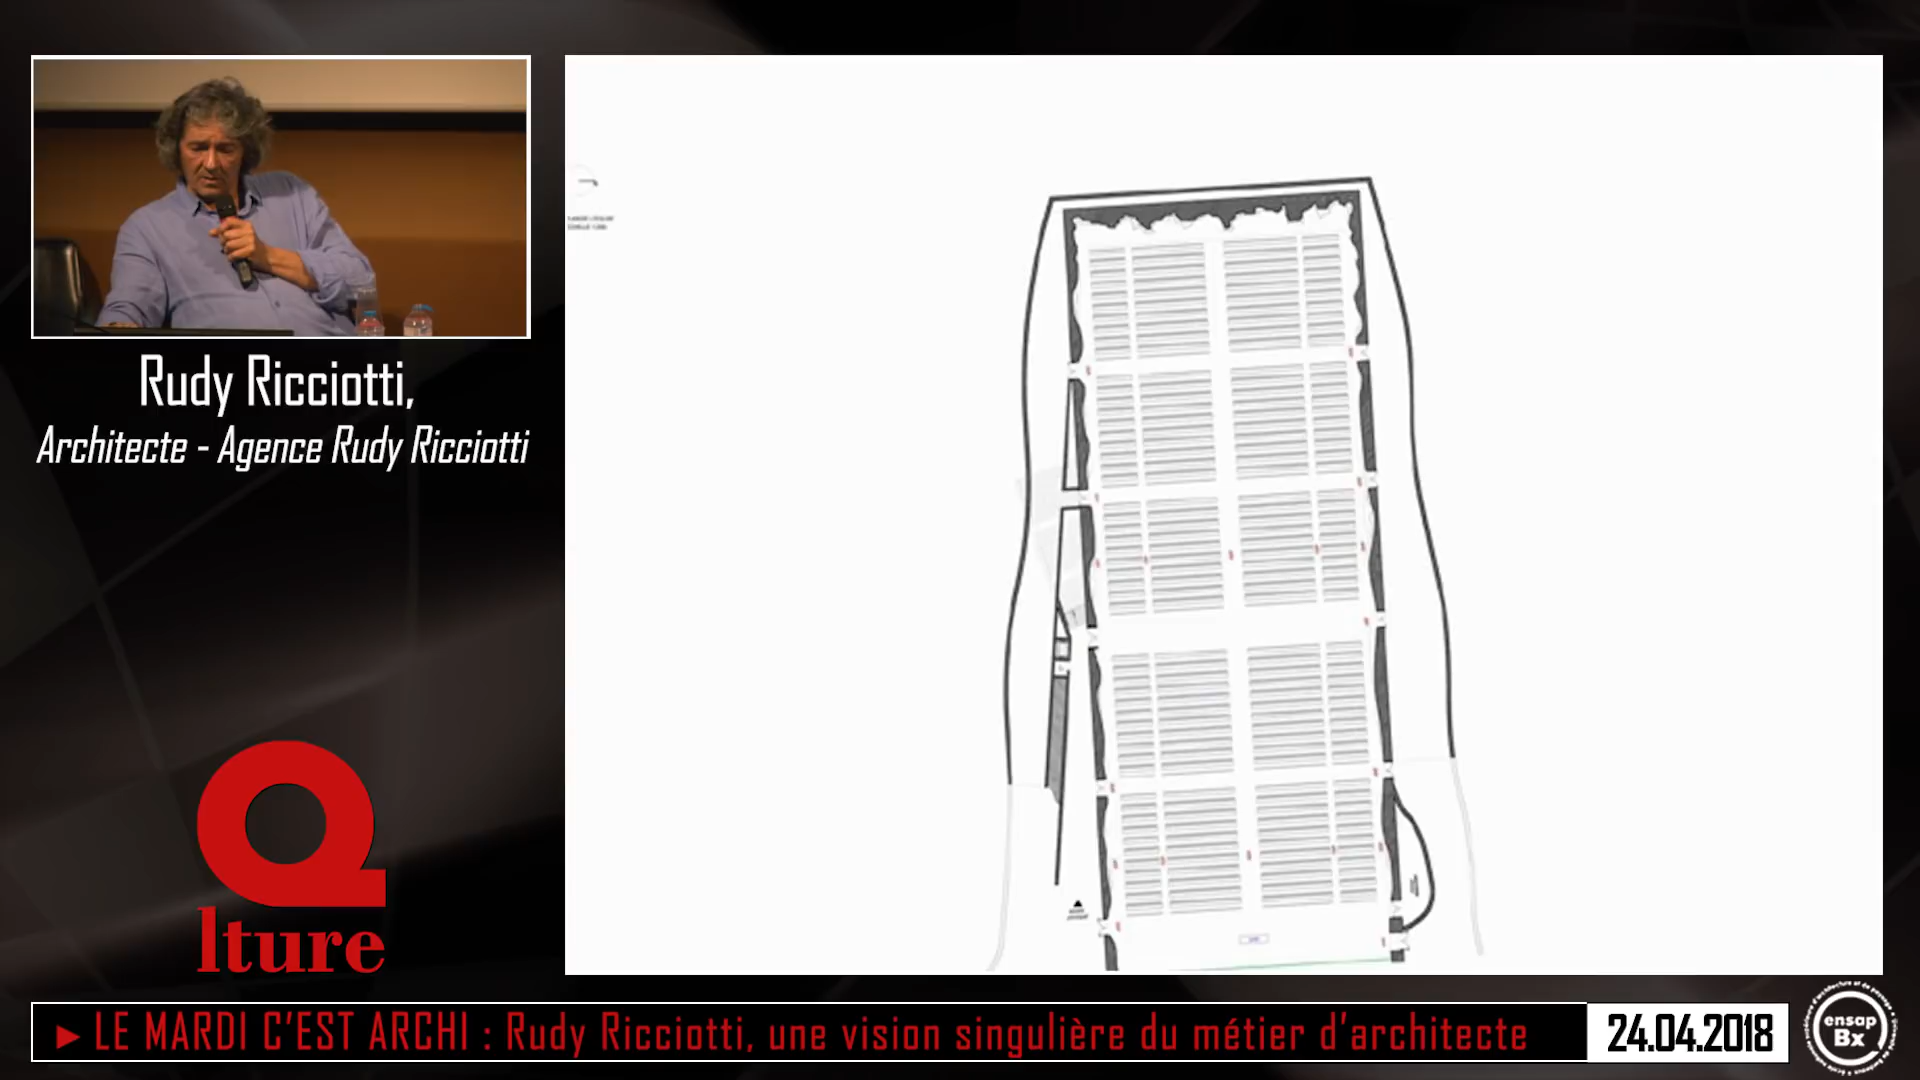 Rudy Ricciotti,
Architecte - Agence Rudy Ricciotti
Q
lture
► LE MARDI C'EST ARCHI : Rudy Ricciotti, une vision singulière du métier d'architecte
24.04.2018
ensap
Bx